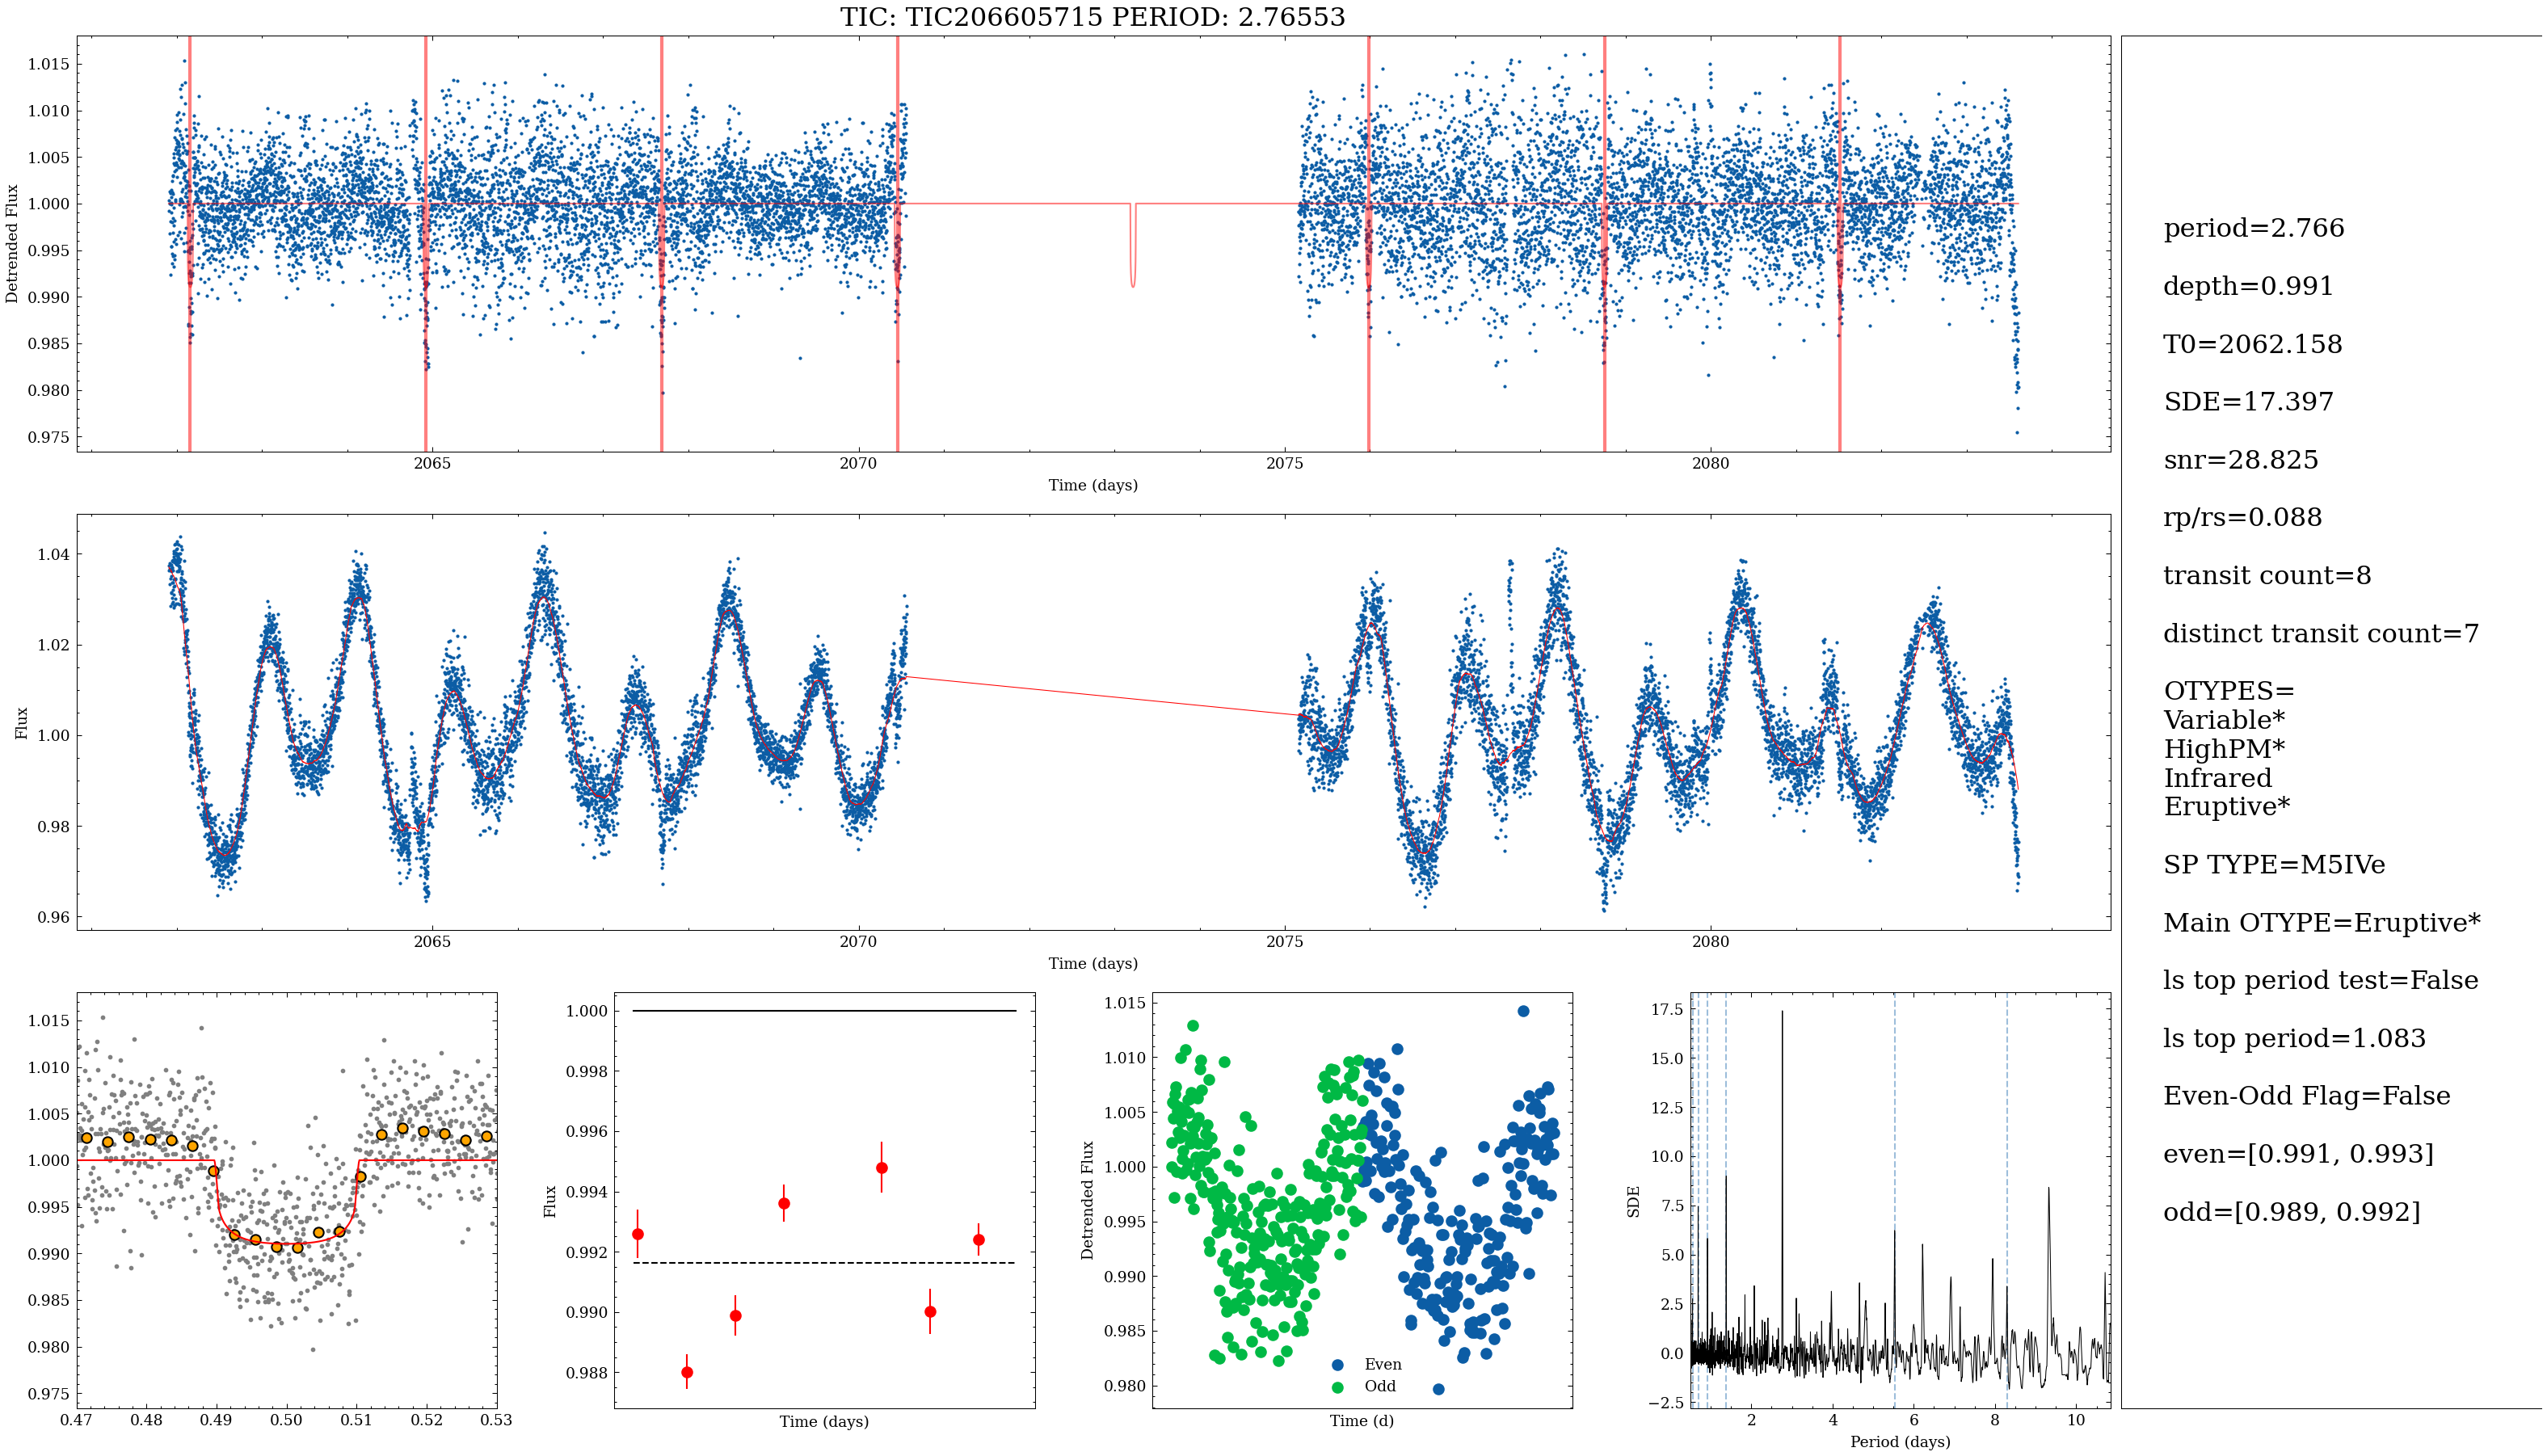 TIC: TIC206605715 PERIOD: 2.76553
1.015
1.010
1.005
1.000
0.995
0.990
0.985
0.980
0.975
Detrended Flux
2065 2070 2075 2080
Time (days)
1.04
1.02
1.00
0.98
0.96
Flux
2065 2070 2075 2080
Time (days)
1.015
1.010
1.005
1.000
0.995
0.990
0.985
0.980
0.975
0.47 0.48 0.49 0.50 0.51 0.52 0.53
1.000
0.998
0.996
0.994
0.992
0.990
0.988
Flux
Time (days)
1.015
1.010
1.005
1.000
0.995
0.990
0.985
0.980
Detrended Flux
Even
Odd
Time (d)
17.5
15.0
12.5
10.0
7.5
5.0
2.5
0.0
−2.5
SDE
2 4 6 8 10
Period (days)
period=2.766
depth=0.991
T0=2062.158
SDE=17.397
snr=28.825
rp/rs=0.088
transit count=8
distinct transit count=7
OTYPES=
Variable*
HighPM*
Infrared
Eruptive*
SP TYPE=M5IVe
Main OTYPE=Eruptive*
ls top period test=False
ls top period=1.083
Even-Odd Flag=False
even=[0.991, 0.993]
odd=[0.989, 0.992]